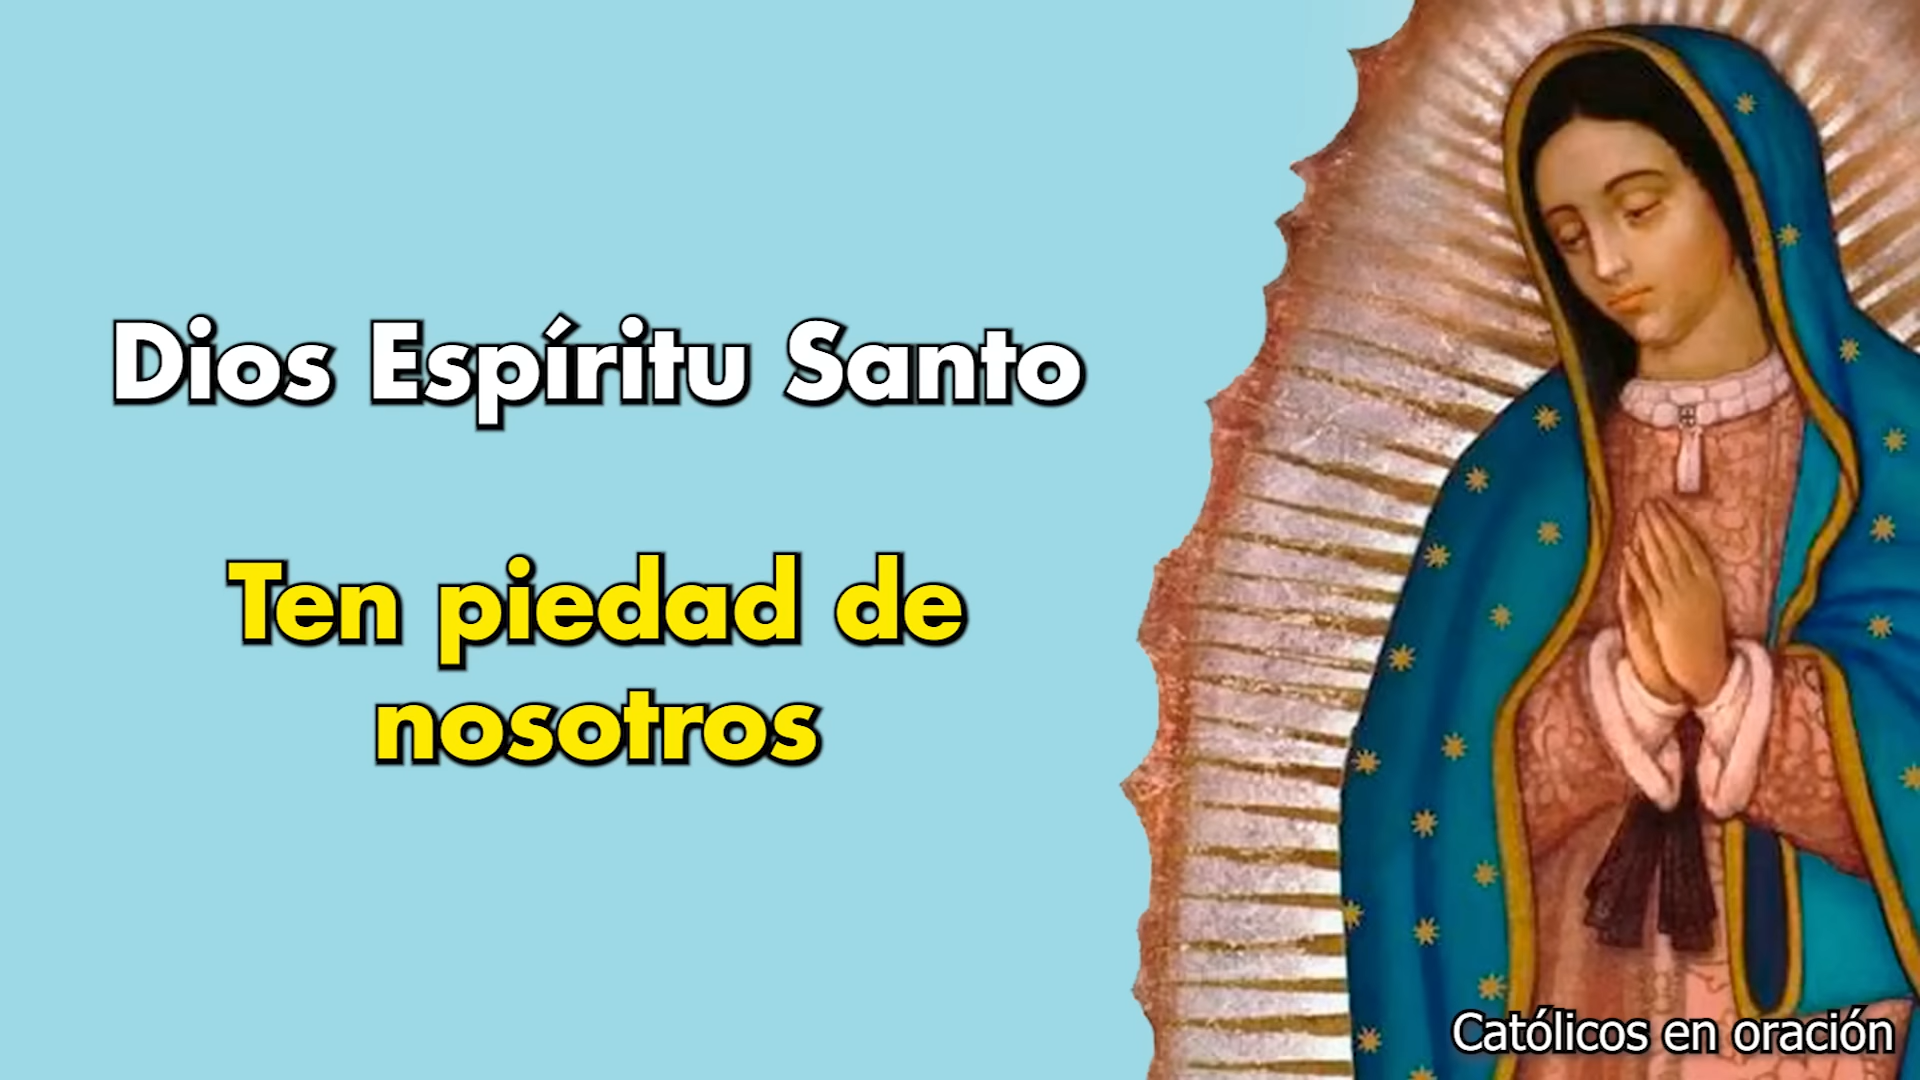 Dios Espíritu Santo
Ten piedad de
nosotros
Católicos en oración